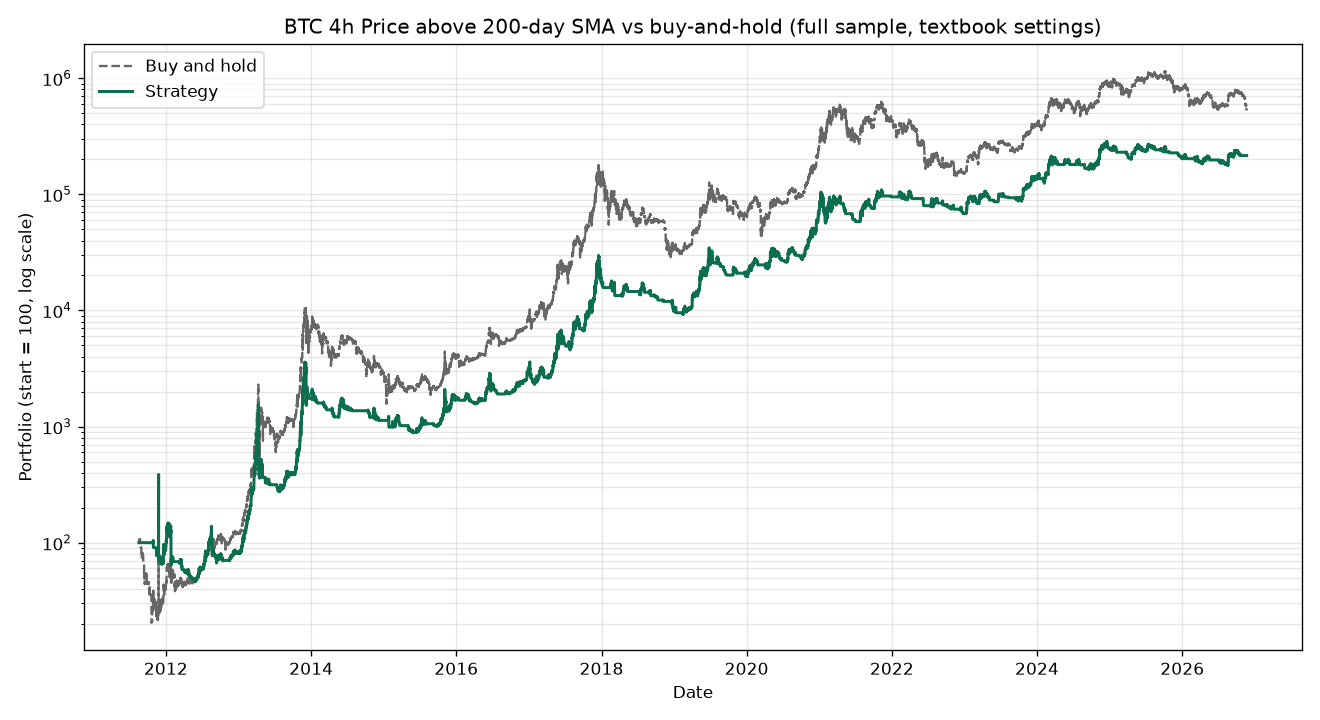 BTC 4h Price above 200-day SMA vs buy-and-hold (full sample, textbook settings)
Buy and hold
Strategy
Portfolio (start = 100, log scale)
10^6
10^5
10^4
10^3
10^2
2012 2014 2016 2018 2020 2022 2024 2026
Date